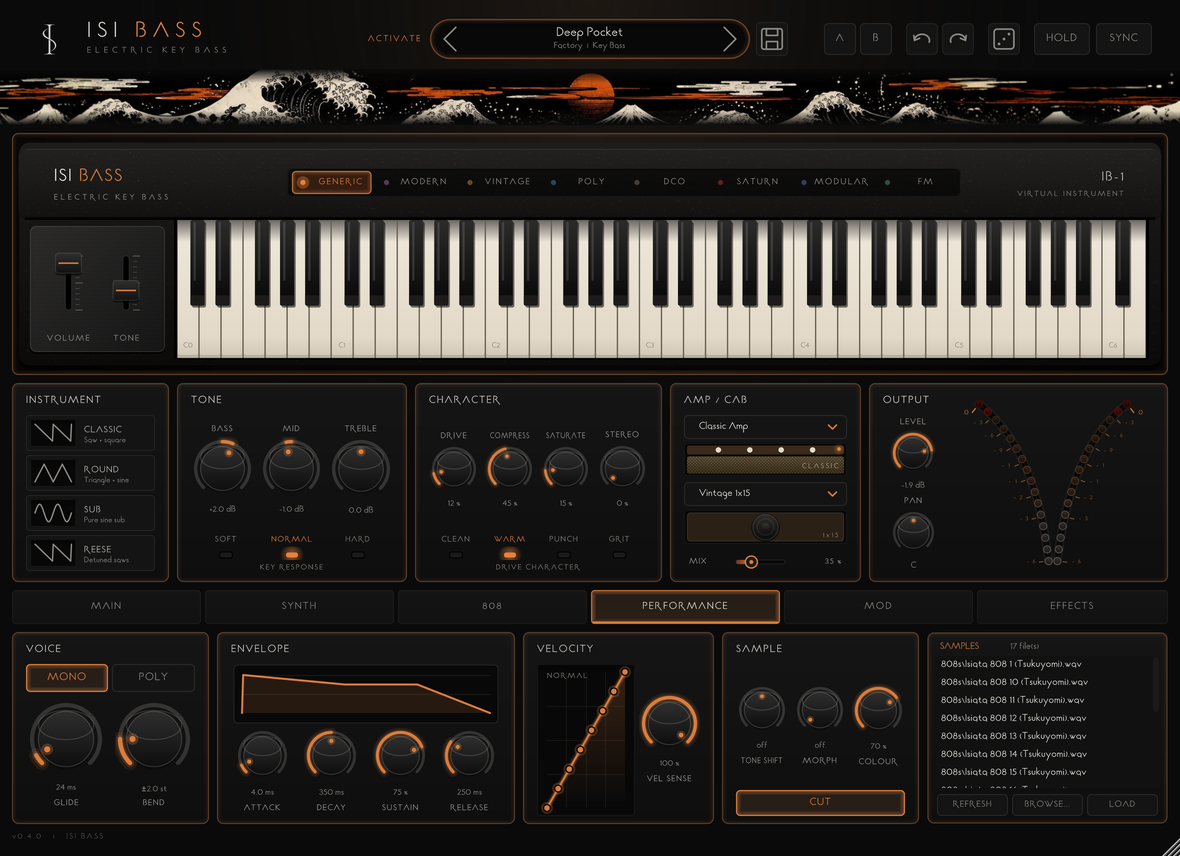 ISI BASS
ELECTRIC KEY BASS
ACTIVATE
Deep Pocket
Factory | Key Bass
A
B
HOLD
SYNC
ISI BASS
ELECTRIC KEY BASS
GENERIC
MODERN
VINTAGE
POLY
DCO
SATURN
MODULAR
FM
IB-1
VIRTUAL INSTRUMENT
VOLUME
TONE
C0
C1
C2
C3
C4
C5
C6
INSTRUMENT
CLASSIC
Saw + square
ROUND
Triangle + sine
SUB
Pure sine sub
REESE
Detuned saws
TONE
BASS
MID
TREBLE
+2.0 dB
-1.0 dB
0.0 dB
SOFT
NORMAL
HARD
KEY RESPONSE
CHARACTER
DRIVE
COMPRESS
SATURATE
STEREO
12 %
45 %
15 %
0 %
CLEAN
WARM
PUNCH
GRIT
DRIVE CHARACTER
AMP / CAB
Classic Amp
CLASSIC
Vintage 1x15
1x15
MIX
35 %
OUTPUT
LEVEL
-1.9 dB
PAN
C
MAIN
SYNTH
808
PERFORMANCE
MOD
EFFECTS
VOICE
MONO
POLY
24 ms
±2.0 st
GLIDE
BEND
ENVELOPE
4.0 ms
350 ms
75 %
250 ms
ATTACK
DECAY
SUSTAIN
RELEASE
VELOCITY
NORMAL
100 %
VEL SENSE
SAMPLE
off
off
70 %
TONE SHIFT
MORPH
COLOUR
CUT
SAMPLES
17 File(s)
808s\Isiata 808 1 (Tsukuyomi).wav
808s\Isiata 808 10 (Tsukuyomi).wav
808s\Isiata 808 11 (Tsukuyomi).wav
808s\Isiata 808 12 (Tsukuyomi).wav
808s\Isiata 808 13 (Tsukuyomi).wav
808s\Isiata 808 14 (Tsukuyomi).wav
808s\Isiata 808 15 (Tsukuyomi).wav
REFRESH
BROWSE...
LOAD
v0.4.0 | ISI BASS